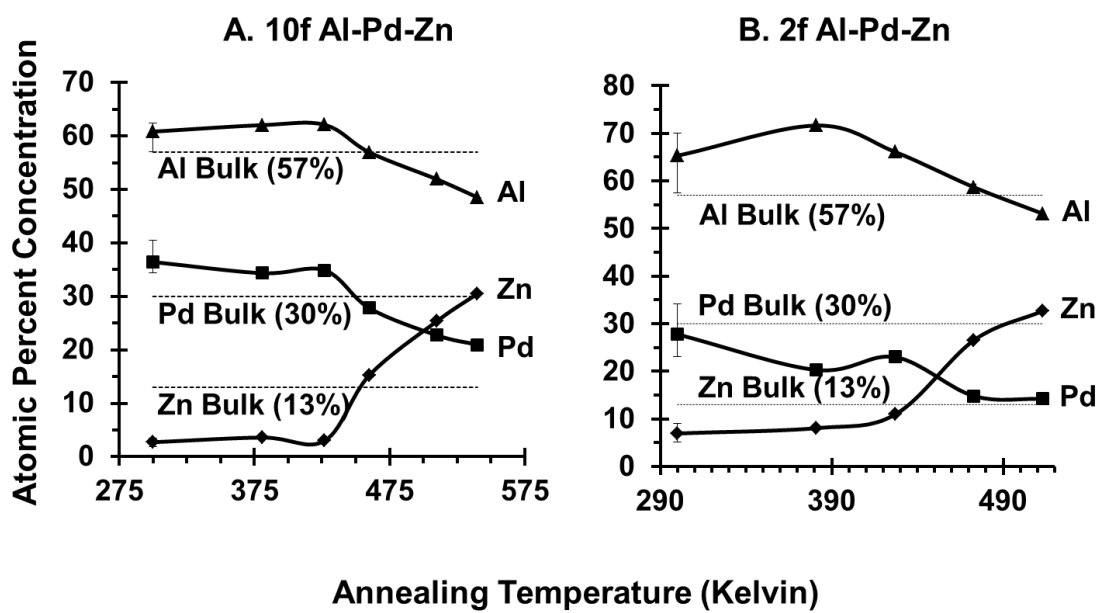 A. 10f Al-Pd-Zn
Atomic Percent Concentration
70
60
50
40
30
20
10
0
Al Bulk (57%)
Al
Pd Bulk (30%)
Zn
Pd
Zn Bulk (13%)
275
375
475
575
B. 2f Al-Pd-Zn
80
70
60
50
40
30
20
10
0
Al Bulk (57%)
Al
Pd Bulk (30%)
Zn
Zn Bulk (13%)
Pd
290
390
490
Annealing Temperature (Kelvin)